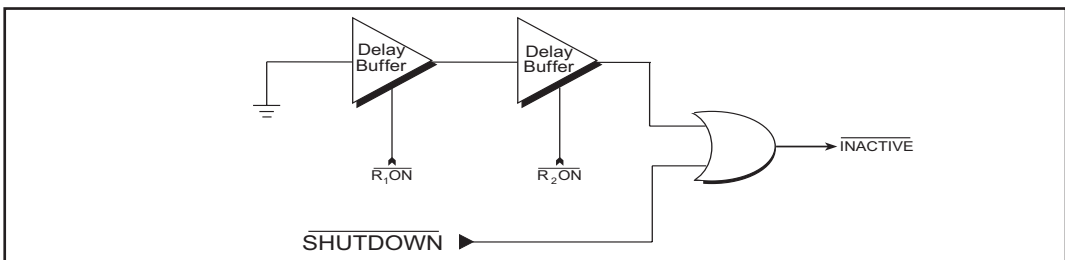 Delay
Buffer
Delay
Buffer
R₁ON
R₂ON
INACTIVE
SHUTDOWN